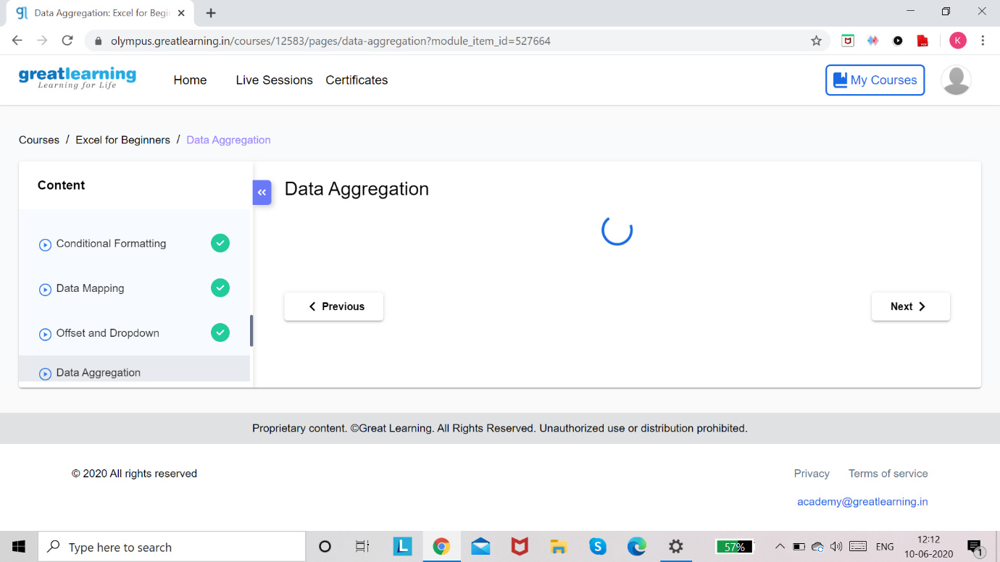 Data Aggregation: Excel for Begi
olympus.greatlearning.in/courses/12583/pages/data-aggregation?module_item_id=527664
K
greatlearning
Learning for Life
Home Live Sessions Certificates
My Courses
Courses / Excel for Beginners / Data Aggregation
Content
Data Aggregation
Conditional Formatting
Data Mapping
Offset and Dropdown
Data Aggregation
Previous
Next
Proprietary content. ©Great Learning. All Rights Reserved. Unauthorized use or distribution prohibited.
© 2020 All rights reserved
Privacy Terms of service
academy@greatlearning.in
Type here to search
L
S
57%
ENG
12:12
10-06-2020
1